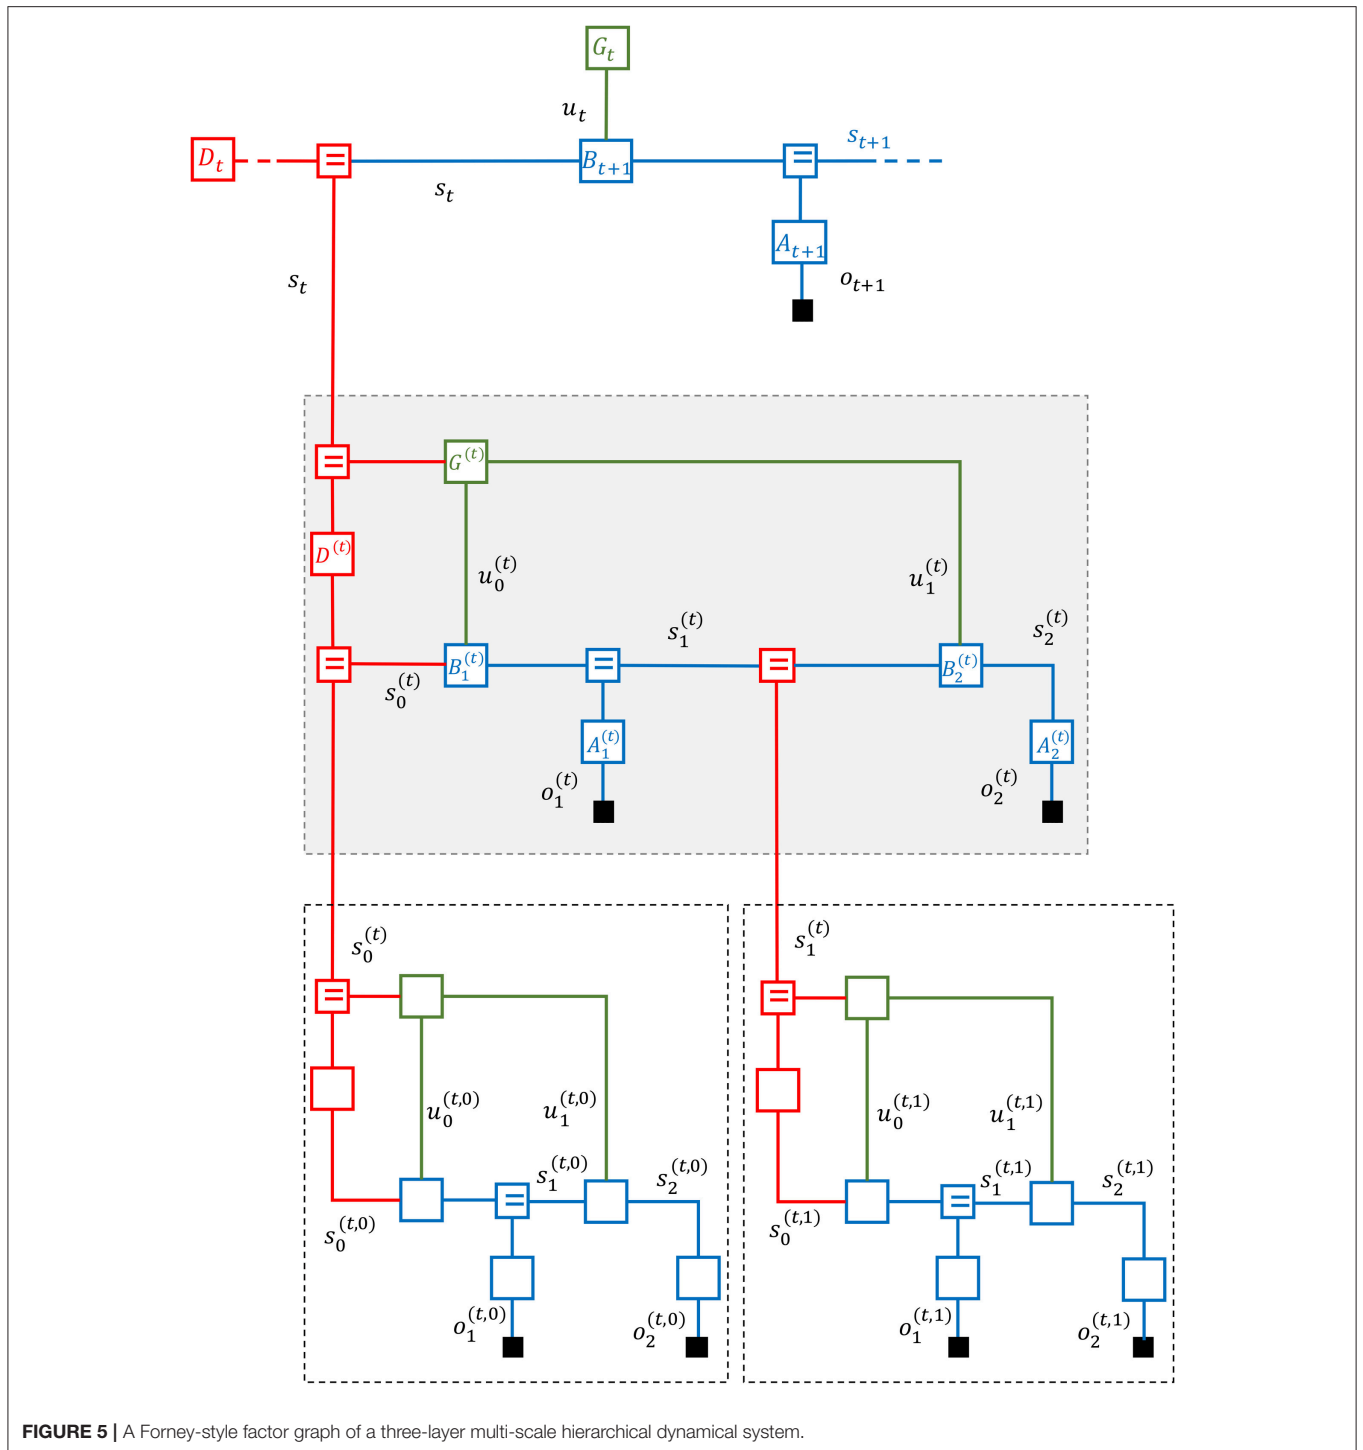 G_t
u_t
D_t = B_{t+1} = s_{t+1}
s_t
A_{t+1}
s_t o_{t+1}
= G^{(t)}
D^{(t)}
u_0^{(t)} u_1^{(t)}
s_1^{(t)} s_2^{(t)}
= B_1^{(t)} = = B_2^{(t)}
s_0^{(t)}
A_1^{(t)} A_2^{(t)}
o_1^{(t)} o_2^{(t)}
s_0^{(t)} s_1^{(t)}
= =
u_0^{(t,0)} u_1^{(t,0)} u_0^{(t,1)} u_1^{(t,1)}
s_1^{(t,0)} s_2^{(t,0)} s_1^{(t,1)} s_2^{(t,1)}
= =
s_0^{(t,0)} s_0^{(t,1)}
o_1^{(t,0)} o_2^{(t,0)} o_1^{(t,1)} o_2^{(t,1)}
FIGURE 5 | A Forney-style factor graph of a three-layer multi-scale hierarchical dynamical system.